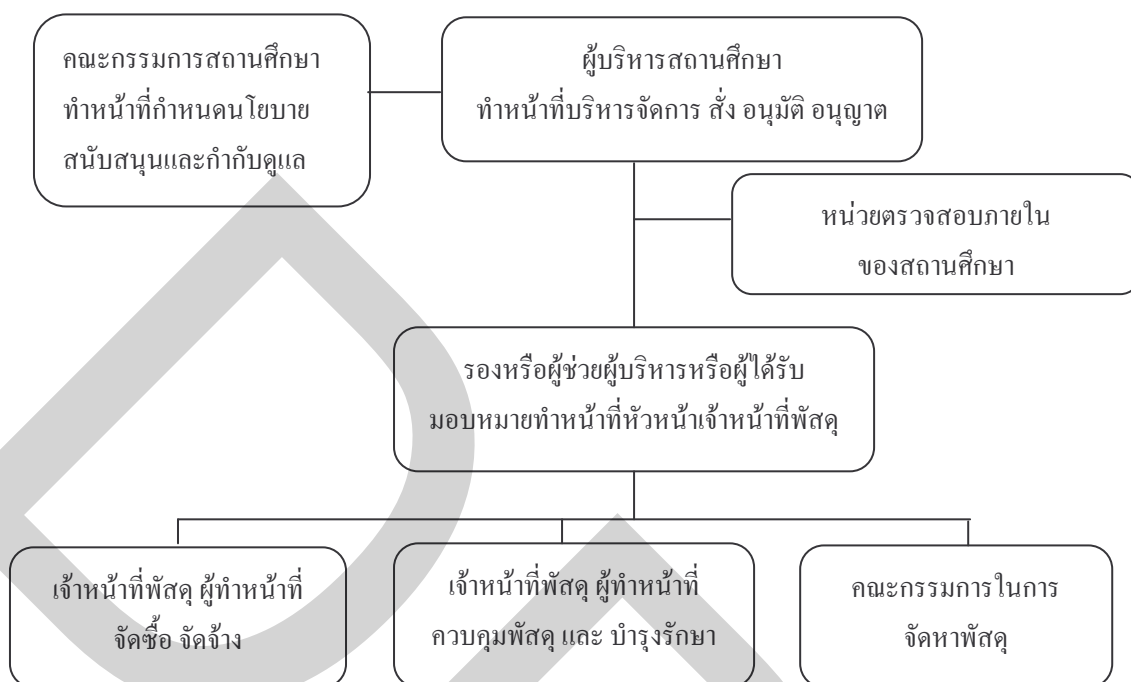 คณะกรรมการสถานศึกษา
ทำหน้าที่กำหนดนโยบาย
สนับสนุนและกำกับดูแล
ผู้บริหารสถานศึกษา
ทำหน้าที่บริหารจัดการ สั่ง อนุมัติ อนุญาต
หน่วยตรวจสอบภายใน
ของสถานศึกษา
รองหรือผู้ช่วยผู้บริหารหรือผู้ได้รับ
มอบหมายทำหน้าที่หัวหน้าเจ้าหน้าที่พัสดุ
เจ้าหน้าที่พัสดุ ผู้ทำหน้าที่
จัดซื้อ จัดจ้าง
เจ้าหน้าที่พัสดุ ผู้ทำหน้าที่
ควบคุมพัสดุ และ บำรุงรักษา
คณะกรรมการในการ
จัดหาพัสดุ